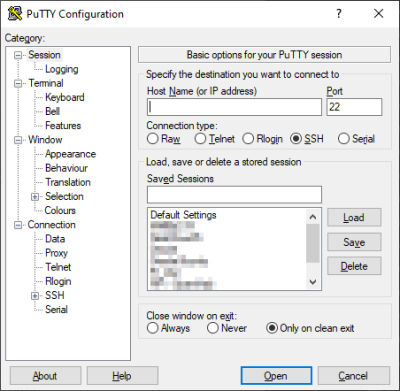 PuTTY Configuration
Category:
Session
Logging
Terminal
Keyboard
Bell
Features
Window
Appearance
Behaviour
Translation
Selection
Colours
Connection
Data
Proxy
Telnet
Rlogin
SSH
Serial
Basic options for your PuTTY session
Specify the destination you want to connect to
Host Name (or IP address) Port
22
Connection type:
Raw Telnet Rlogin SSH Serial
Load, save or delete a stored session
Saved Sessions
Default Settings
Load
Save
Delete
Close window on exit:
Always Never Only on clean exit
About Help Open Cancel